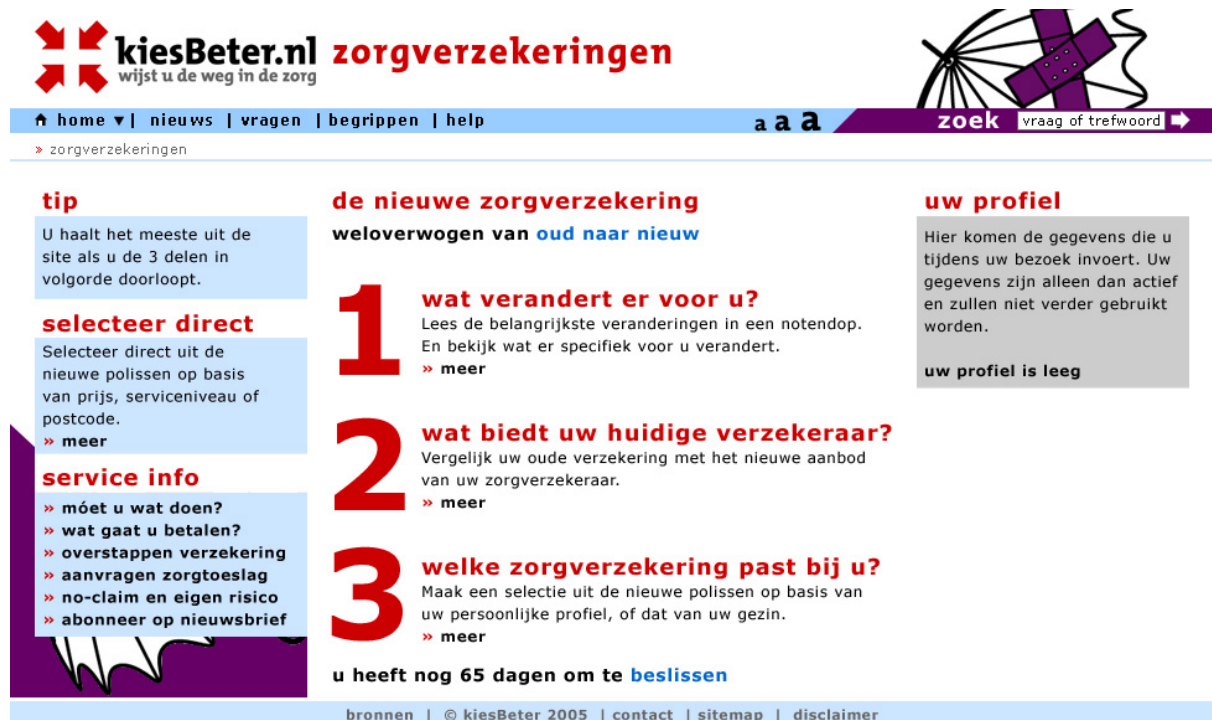 kiesBeter.nl zorgverzekeringen
wijst u de weg in de zorg
home ▼ | nieuws | vragen | begrippen | help
a a a
zoek vraag of trefwoord
» zorgverzekeringen
tip
U haalt het meeste uit de
site als u de 3 delen in
volgorde doorloopt.
selecteer direct
Selecteer direct uit de
nieuwe polissen op basis
van prijs, serviceniveau of
postcode.
» meer
service info
» móet u wat doen?
» wat gaat u betalen?
» overstappen verzekering
» aanvragen zorgtoeslag
» no-claim en eigen risico
» abonneer op nieuwsbrief
de nieuwe zorgverzekering
weloverwogen van oud naar nieuw
1
wat verandert er voor u?
Lees de belangrijkste veranderingen in een notendop.
En bekijk wat er specifiek voor u verandert.
» meer
2
wat biedt uw huidige verzekeraar?
Vergelijk uw oude verzekering met het nieuwe aanbod
van uw zorgverzekeraar.
» meer
3
welke zorgverzekering past bij u?
Maak een selectie uit de nieuwe polissen op basis van
uw persoonlijke profiel, of dat van uw gezin.
» meer
u heeft nog 65 dagen om te beslissen
uw profiel
Hier komen de gegevens die u
tijdens uw bezoek invoert. Uw
gegevens zijn alleen dan actief
en zullen niet verder gebruikt
worden.
uw profiel is leeg
bronnen | © kiesBeter 2005 | contact | sitemap | disclaimer